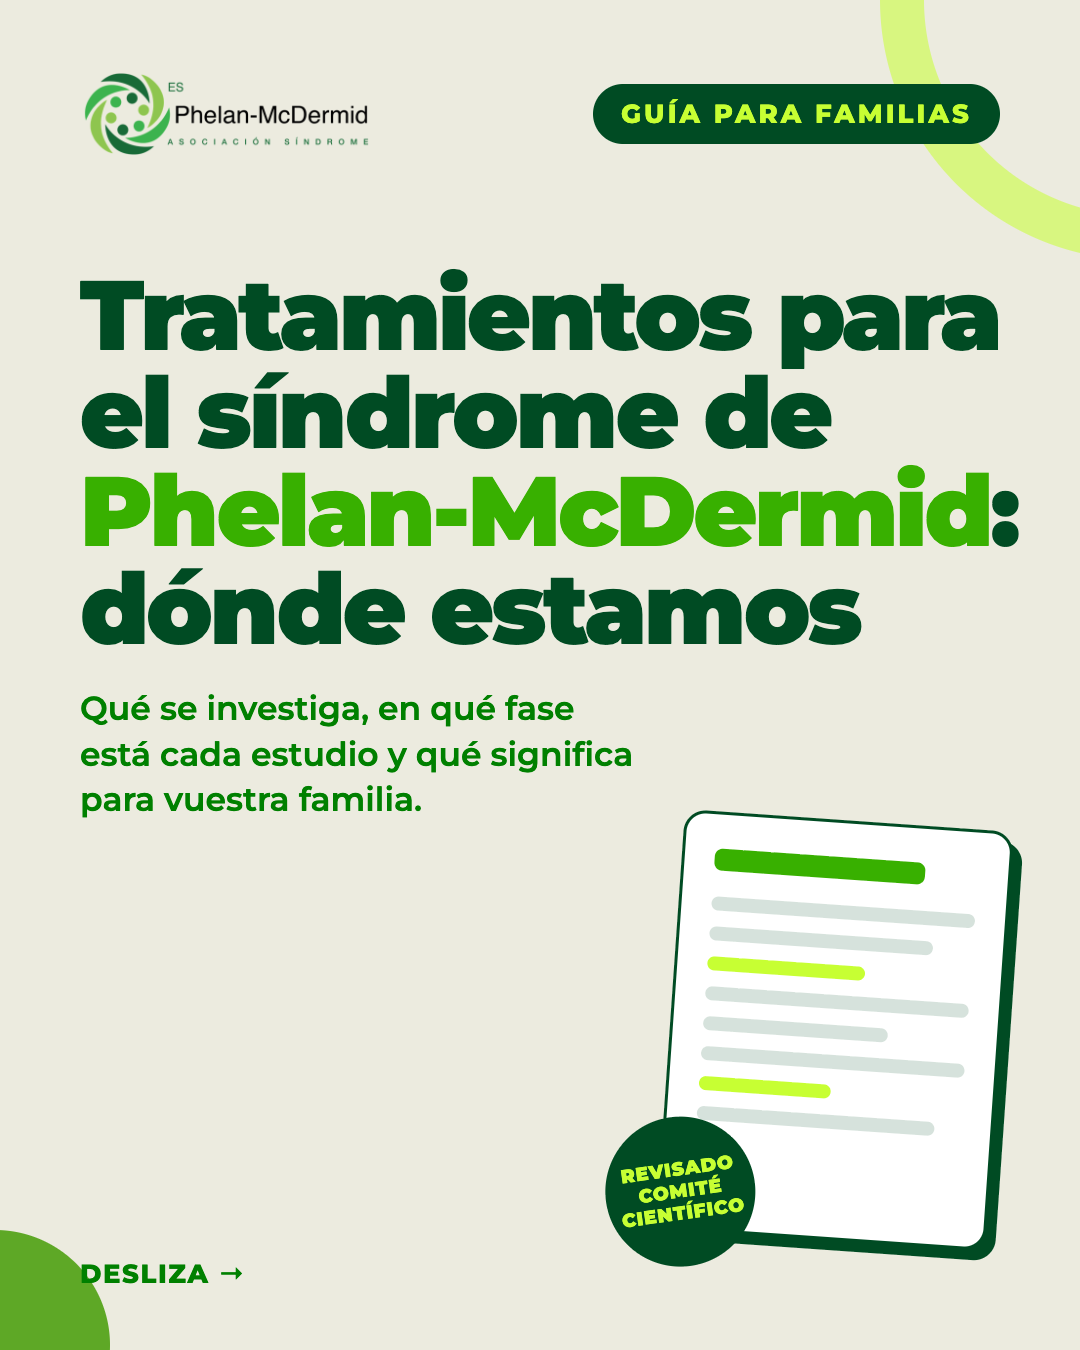 ES
Phelan-McDermid
ASOCIACIÓN SÍNDROME
GUÍA PARA FAMILIAS
Tratamientos para
el síndrome de
Phelan-McDermid:
dónde estamos
Qué se investiga, en qué fase
está cada estudio y qué significa
para vuestra familia.
REVISADO
COMITÉ
CIENTÍFICO
DESLIZA →